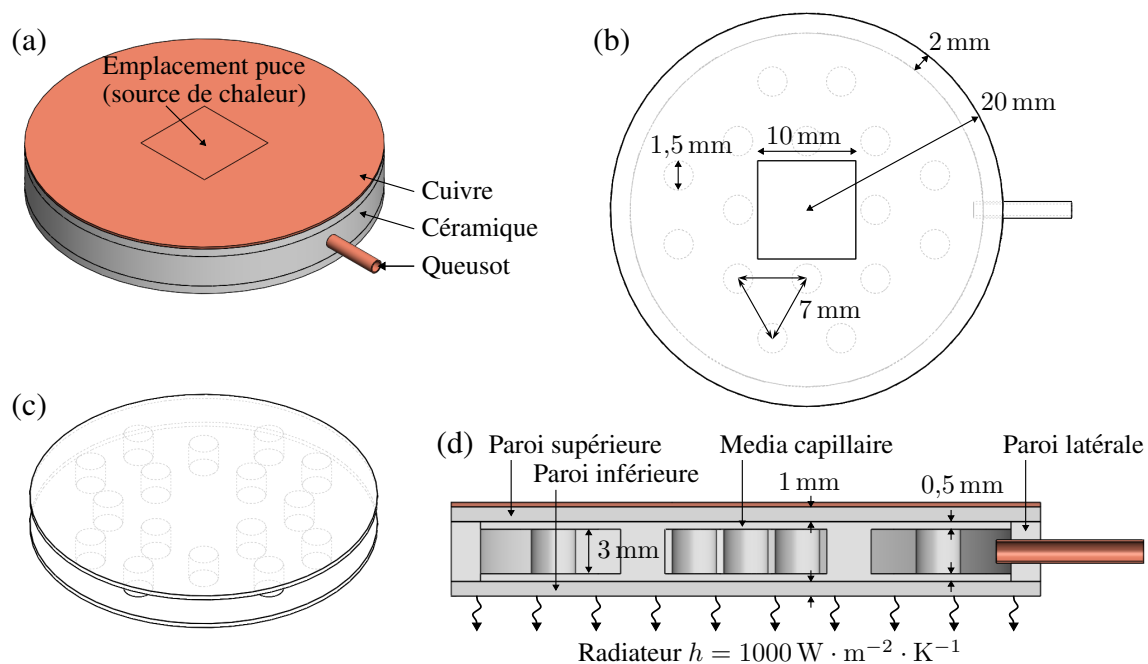 (a)
Emplacement puce
(source de chaleur)
Cuivre
Céramique
Queusot
(b)
2 mm
20 mm
10 mm
1,5 mm
7 mm
(c)
(d)
Paroi supérieure
Media capillaire
Paroi latérale
Paroi inférieure
1 mm
0,5 mm
3 mm
Radiateur h = 1000 W · m⁻² · K⁻¹